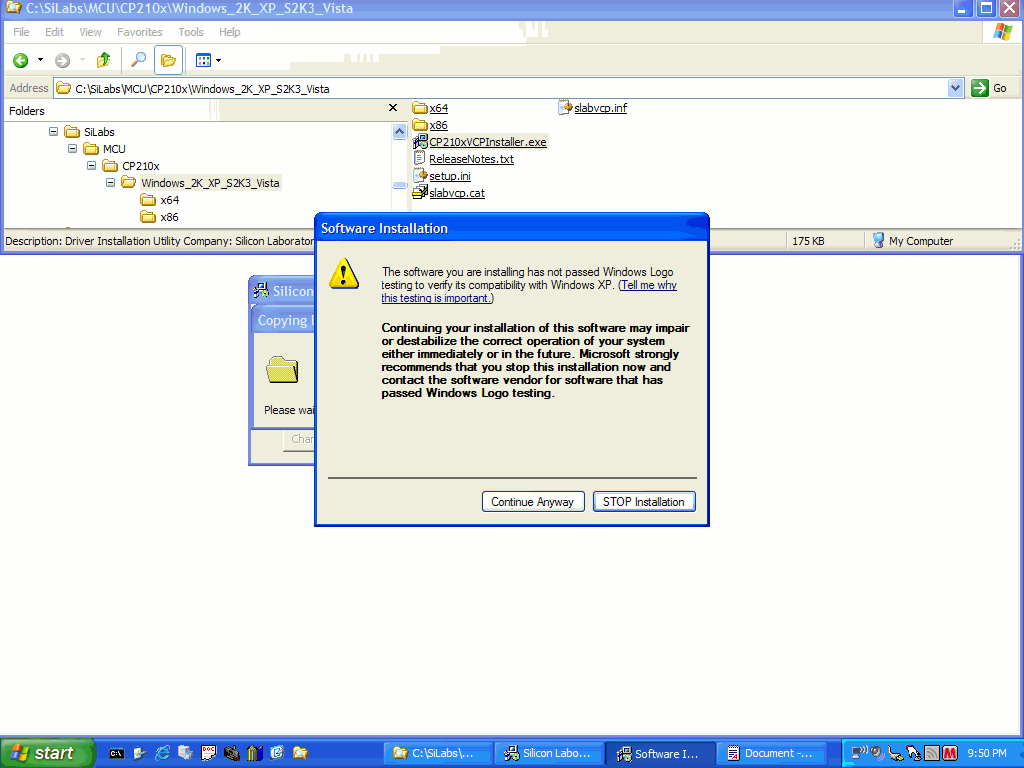 C:\SiLabs\MCU\CP210x\Windows_2K_XP_S2K3_Vista
File Edit View Favorites Tools Help
Address C:\SiLabs\MCU\CP210x\Windows_2K_XP_S2K3_Vista Go
Folders
SiLabs
MCU
CP210x
Windows_2K_XP_S2K3_Vista
x64
x86
x64
x86
CP210xVCPInstaller.exe
ReleaseNotes.txt
setup.ini
slabvcp.cat
slabvcp.inf
Description: Driver Installation Utility Company: Silicon Laborator 175 KB My Computer
Silicon
Copying
Please wai
Chan
Software Installation
The software you are installing has not passed Windows Logo
testing to verify its compatibility with Windows XP. (Tell me why
this testing is important.)
Continuing your installation of this software may impair
or destabilize the correct operation of your system
either immediately or in the future. Microsoft strongly
recommends that you stop this installation now and
contact the software vendor for software that has
passed Windows Logo testing.
Continue Anyway STOP Installation
start C:\SiLabs\... Silicon Labo... Software I... Document -... 9:50 PM